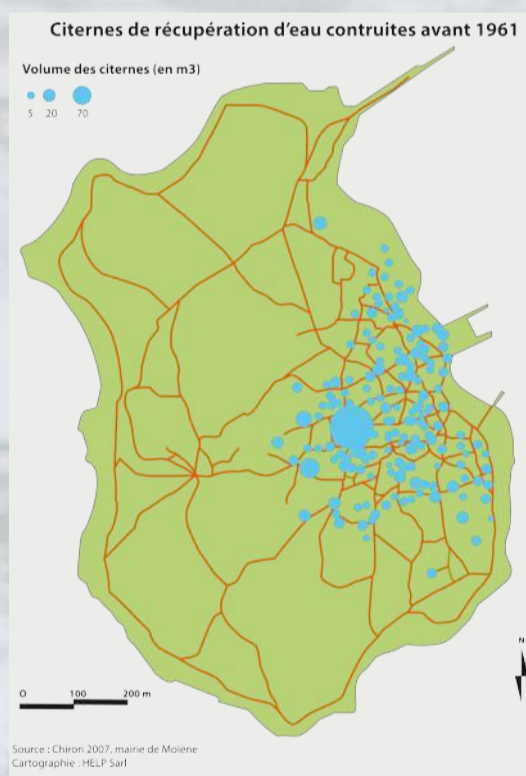 Citernes de récupération d'eau contruites avant 1961
Volume des citernes (en m3)
5 20 70
N
0 100 200 m
Source : Chiron 2007, mairie de Molène
Cartographie : HELP Sarl